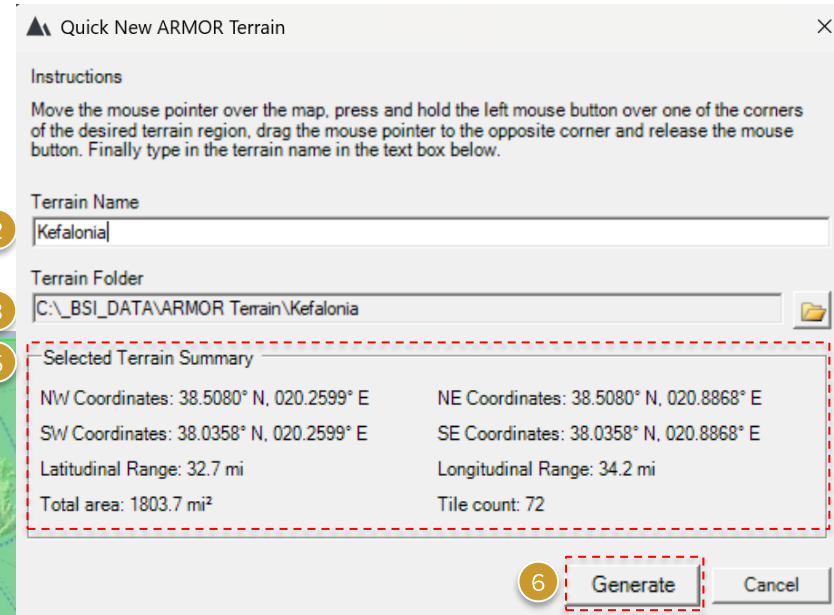 Quick New ARMOR Terrain
Instructions
Move the mouse pointer over the map, press and hold the left mouse button over one of the corners
of the desired terrain region, drag the mouse pointer to the opposite corner and release the mouse
button. Finally type in the terrain name in the text box below.
Terrain Name
2 Kefalonia
Terrain Folder
C:\_BSI_DATA\ARMOR Terrain\Kefalonia
Selected Terrain Summary
NW Coordinates: 38.5080° N, 020.2599° E NE Coordinates: 38.5080° N, 020.8868° E
SW Coordinates: 38.0358° N, 020.2599° E SE Coordinates: 38.0358° N, 020.8868° E
Latitudinal Range: 32.7 mi Longitudinal Range: 34.2 mi
Total area: 1803.7 mi² Tile count: 72
6 Generate Cancel